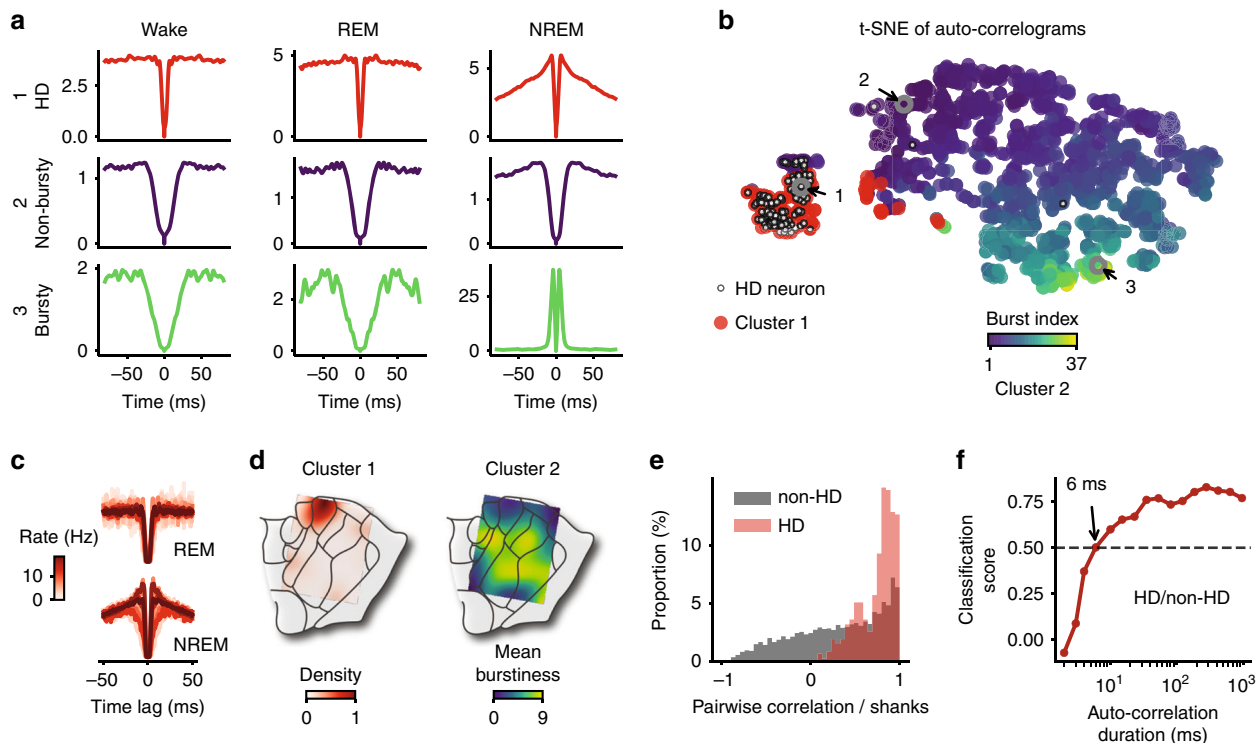 a
Wake
REM
NREM
1
HD
2.5
0.0
5
0
5
0
2
Non-bursty
1
0
1
0
1
0
3
Bursty
2
0
2
0
25
0
−50 0 50
−50 0 50
−50 0 50
Time (ms)
Time (ms)
Time (ms)
b
t-SNE of auto-correlograms
2
1
3
HD neuron
Cluster 1
Burst index
1 37
Cluster 2
c
Rate (Hz)
10
0
REM
NREM
−50 0 50
Time lag (ms)
d
Cluster 1
Cluster 2
Density
0 1
Mean
burstiness
0 9
e
non-HD
HD
Proportion (%)
10
5
0
−1 0 1
Pairwise correlation / shanks
f
6 ms
Classification
score
0.75
0.50
0.25
0.00
HD/non-HD
10¹ 10² 10³
Auto-correlation
duration (ms)